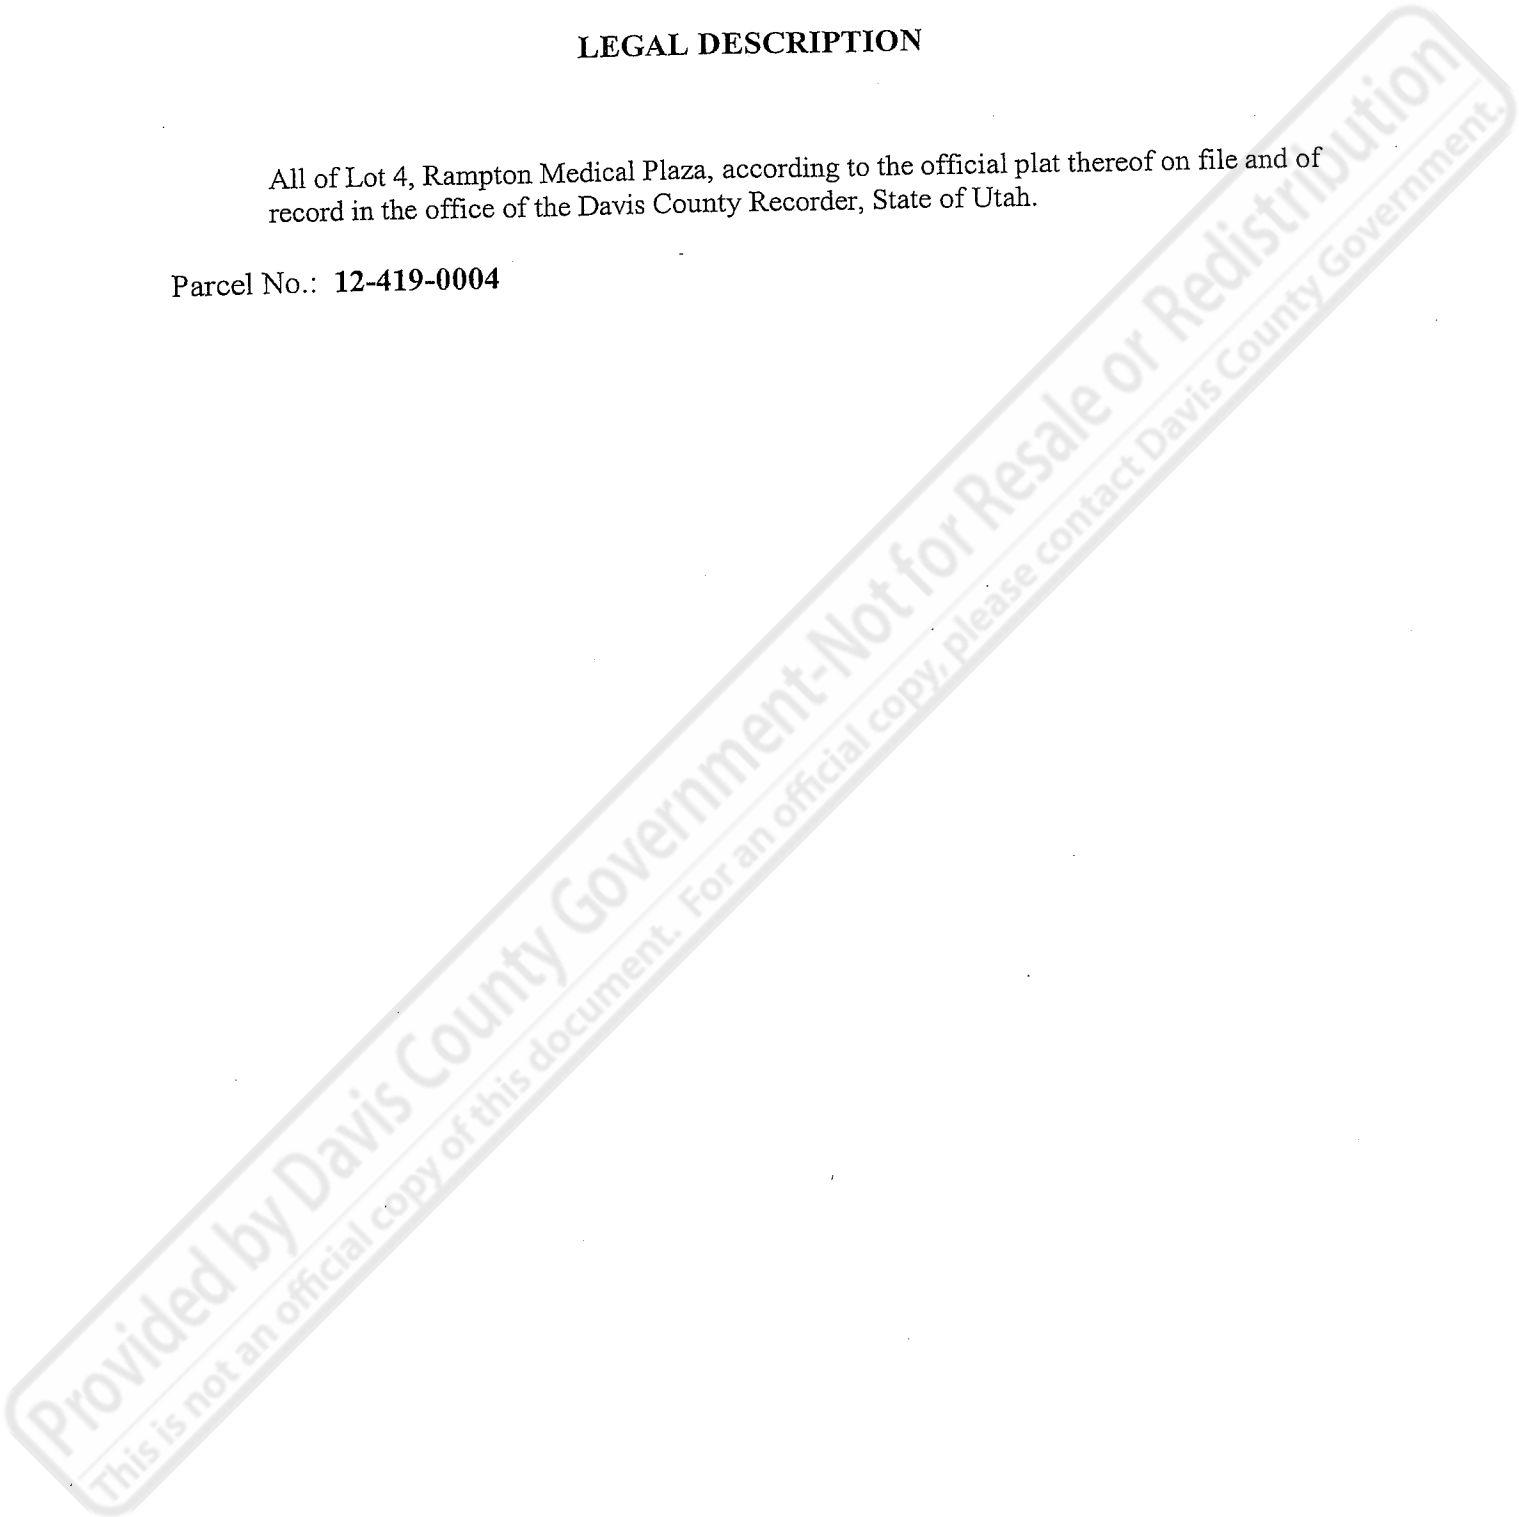 LEGAL DESCRIPTION
All of Lot 4, Rampton Medical Plaza, according to the official plat thereof on file and of
record in the office of the Davis County Recorder, State of Utah.
Parcel No.: 12-419-0004
Provided by Davis County Government-Not for Resale or Redistribution
This is not an official copy of this document. For an official copy, please contact Davis County Government.